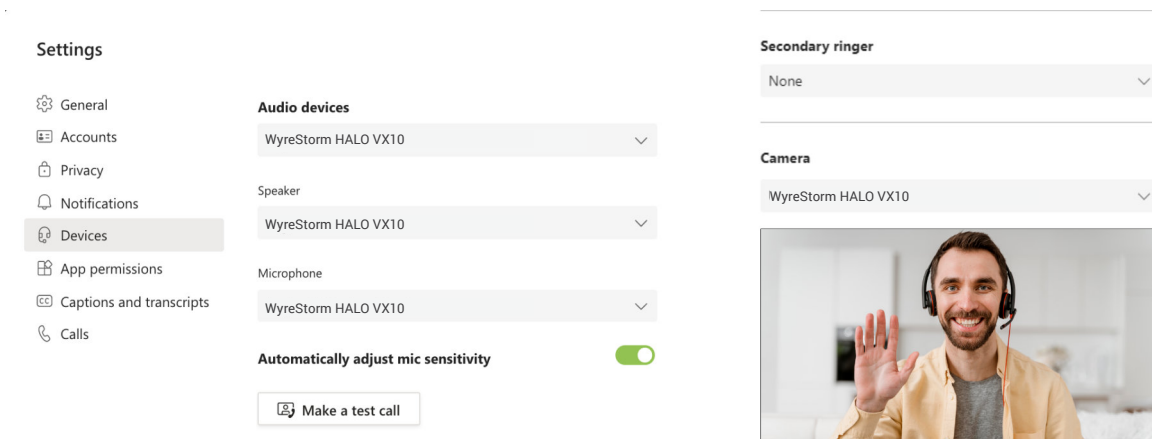 Settings
General
Accounts
Privacy
Notifications
Devices
App permissions
CC Captions and transcripts
Calls
Audio devices
WyreStorm HALO VX10
Speaker
WyreStorm HALO VX10
Microphone
WyreStorm HALO VX10
Automatically adjust mic sensitivity
Make a test call
Secondary ringer
None
Camera
WyreStorm HALO VX10